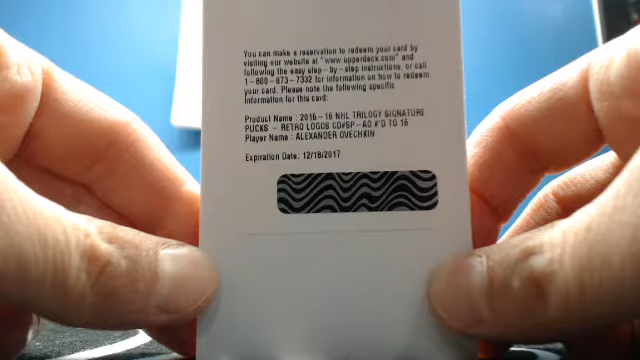 You can make a reservation to redeem your card by
visiting our website at "www.upperdeck.com" and
following the easy step-by-step instructions, or call
1-800-873-7332 for information on how to redeem
your card. Please note the following specific
information for this card:
Product Name : 2015-16 NHL TRILOGY SIGNATURE
PUCKS - RETRO LOGOS CD#SP-AO #'D TO 16
Player Name : ALEXANDER OVECHKIN
Expiration Date: 12/18/2017